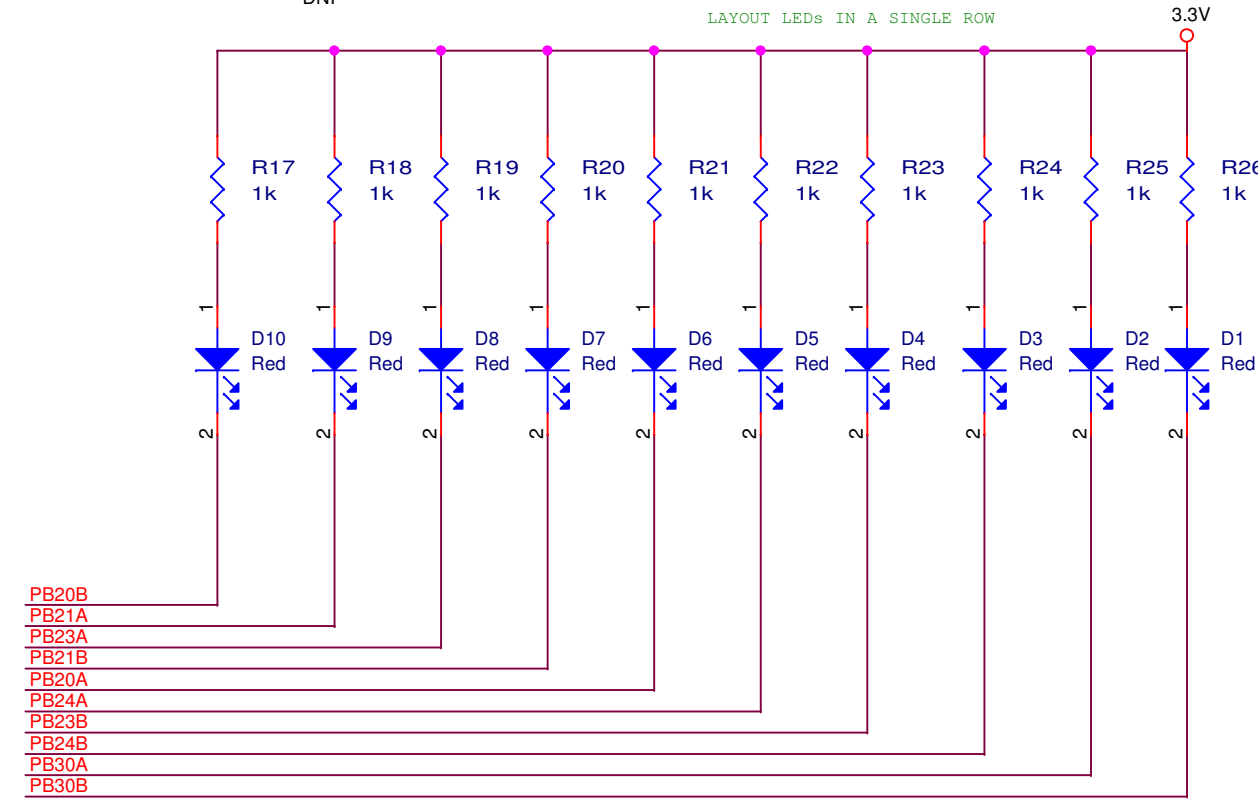 LAYOUT LEDs IN A SINGLE ROW
3.3V
R17 R18 R19 R20 R21 R22 R23 R24 R25
1k 1k 1k 1k 1k 1k 1k 1k 1k 1k
1 1 1 1 1 1 1 1 1 1
D10 D9 D8 D7 D6 D5 D4 D3 D2 D1
Red Red Red Red Red Red Red Red Red Red
2 2 2 2 2 2 2 2 2 2
PB20B
PB21A
PB23A
PB21B
PB20A
PB24A
PB23B
PB24B
PB30A
PB30B